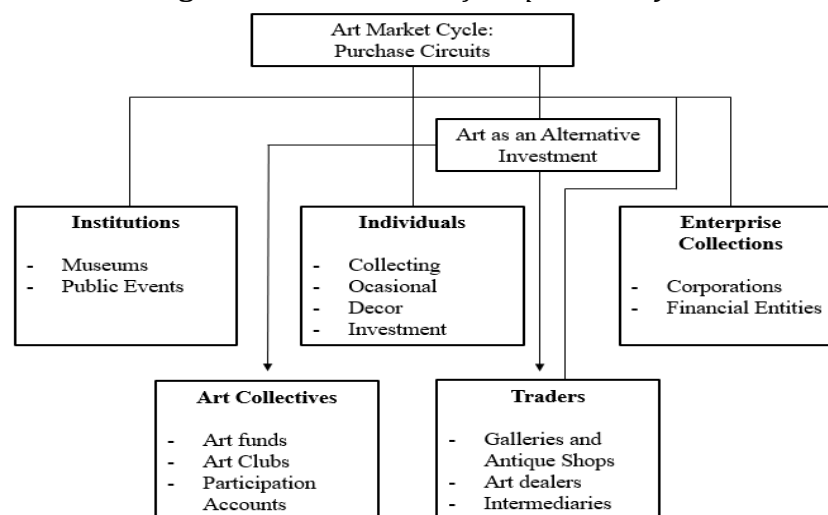 Art Market Cycle:
Purchase Circuits
Art as an Alternative
Investment
Institutions
- Museums
- Public Events
Individuals
- Collecting
- Ocasional
- Decor
- Investment
Enterprise
Collections
- Corporations
- Financial Entities
Art Collectives
- Art funds
- Art Clubs
- Participation
Accounts
Traders
- Galleries and
Antique Shops
- Art dealers
- Intermediaries